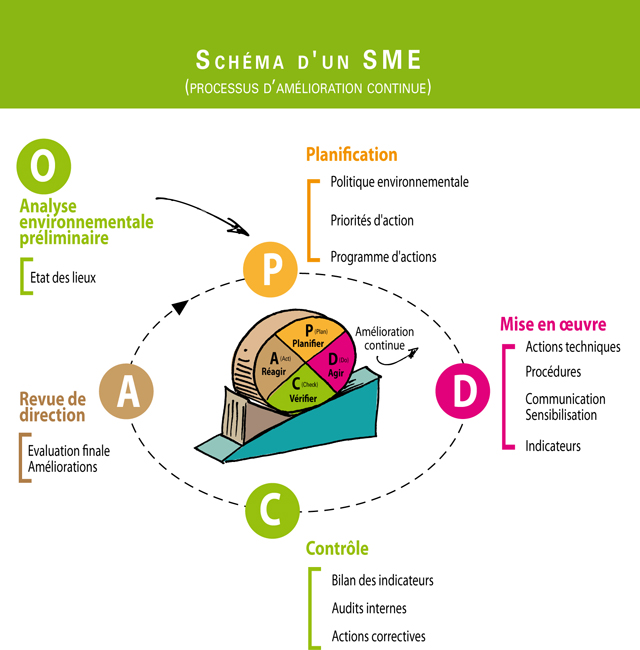 SCHÉMA D'UN SME
(PROCESSUS D'AMÉLIORATION CONTINUE)
O
Analyse
environnementale
préliminaire
Etat des lieux
Planification
Politique environnementale
Priorités d'action
Programme d'actions
P
P (Plan)
Planifier
A (Act)
Réagir
D (Do)
Agir
C (Check)
Vérifier
Amélioration
continue
Mise en œuvre
D
Actions techniques
Procédures
Communication
Sensibilisation
Indicateurs
A
Revue de
direction
Evaluation finale
Améliorations
C
Contrôle
Bilan des indicateurs
Audits internes
Actions correctives